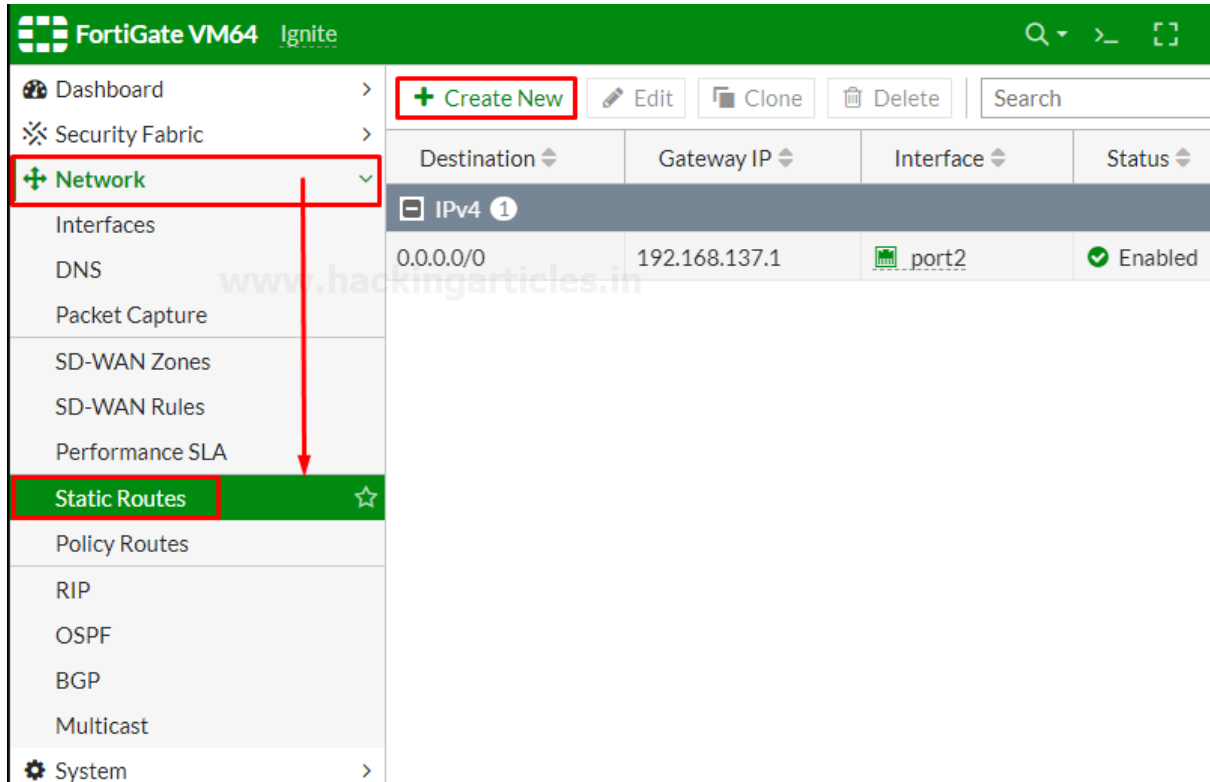 FortiGate VM64 Ignite >_
Dashboard
Security Fabric
Network
Interfaces
DNS
Packet Capture
SD-WAN Zones
SD-WAN Rules
Performance SLA
Static Routes
Policy Routes
RIP
OSPF
BGP
Multicast
System
+ Create New Edit Clone Delete Search
Destination Gateway IP Interface Status
IPv4 1
0.0.0.0/0 192.168.137.1 port2 Enabled
www.hackingarticles.in